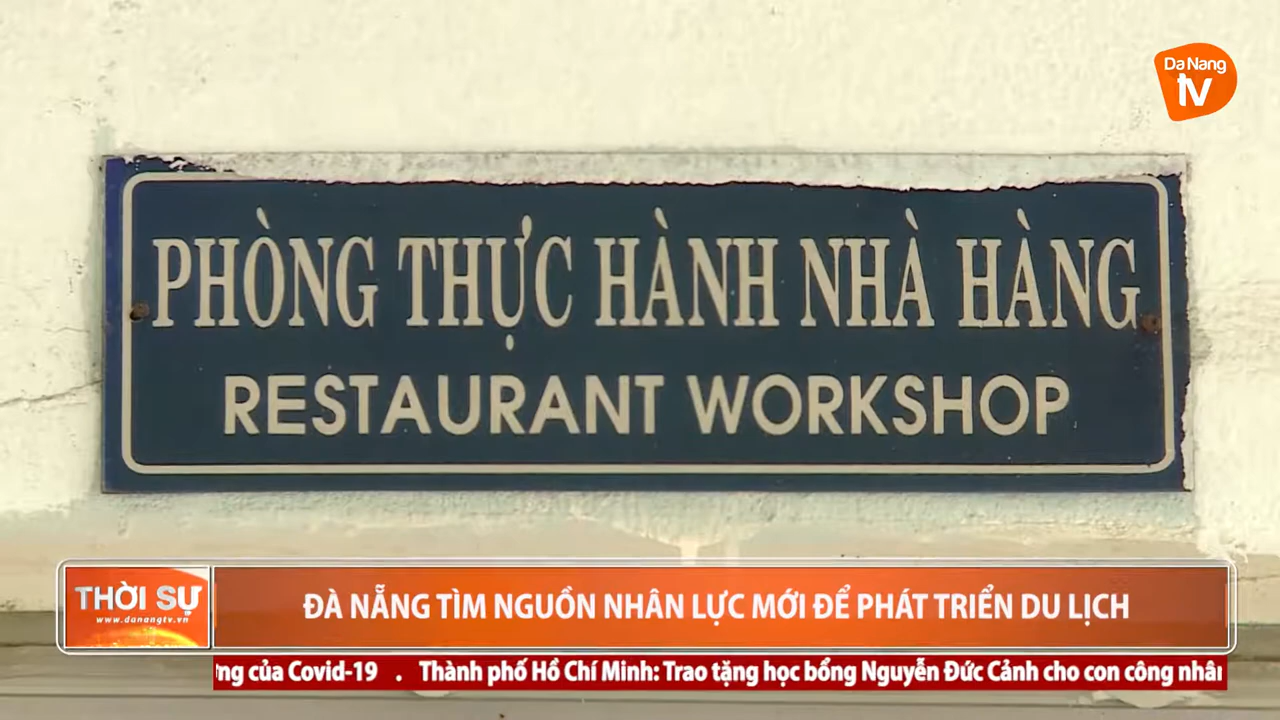 Da Nang
tv
PHÒNG THỰC HÀNH NHÀ HÀNG
RESTAURANT WORKSHOP
THỜI SỰ
www.danangtv.vn
ĐÀ NẴNG TÌM NGUỒN NHÂN LỰC MỚI ĐỂ PHÁT TRIỂN DU LỊCH
của Covid-19 . Thành phố Hồ Chí Minh: Trao tặng học bổng Nguyễn Đức Cảnh cho con công nhân